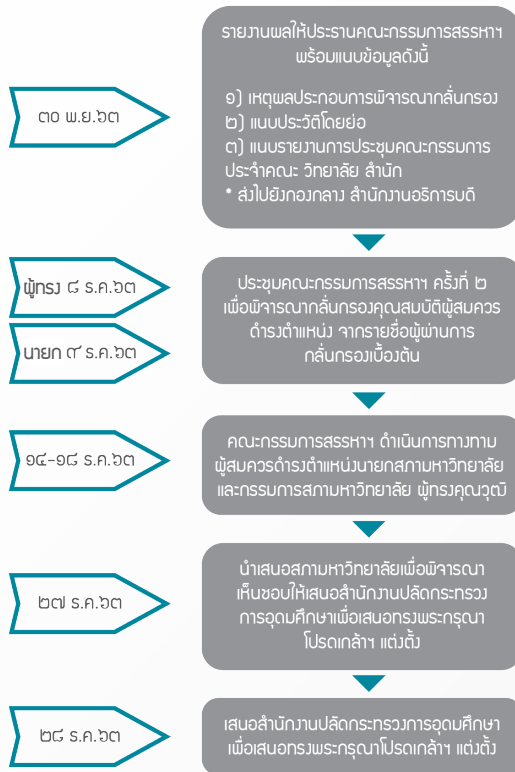 ๓๐ พ.ย.๖๓
รายงานผลให้ประธานคณะกรรมการสรรหาฯ
พร้อมแนบข้อมูลดังนี้
๑) เหตุผลประกอบการพิจารณากลั่นกรอง
๒) แนบประวัติโดยย่อ
๓) แนบรายงานการประชุมคณะกรรมการ
ประจำคณะ วิทยาลัย สำนัก
* ส่งไปยังกองกลาง สำนักงานอธิการบดี
ผู้ทรง ๘ ธ.ค.๖๓
นายก ๙ ธ.ค.๖๓
ประชุมคณะกรรมการสรรหาฯ ครั้งที่ ๒
เพื่อพิจารณากลั่นกรองคุณสมบัติผู้สมควร
ดำรงตำแหน่ง จากรายชื่อผู้ผ่านการ
กลั่นกรองเบื้องต้น
๑๔-๑๘ ธ.ค.๖๓
คณะกรรมการสรรหาฯ ดำเนินการทาบทาม
ผู้สมควรดำรงตำแหน่งนายกสภามหาวิทยาลัย
และกรรมการสภามหาวิทยาลัย ผู้ทรงคุณวุฒิ
๒๗ ธ.ค.๖๓
นำเสนอสภามหาวิทยาลัยเพื่อพิจารณา
เห็นชอบให้เสนอสำนักงานปลัดกระทรวง
การอุดมศึกษาเพื่อเสนอทรงพระกรุณา
โปรดเกล้าฯ แต่งตั้ง
๒๘ ธ.ค.๖๓
เสนอสำนักงานปลัดกระทรวงการอุดมศึกษา
เพื่อเสนอทรงพระกรุณาโปรดเกล้าฯ แต่งตั้ง